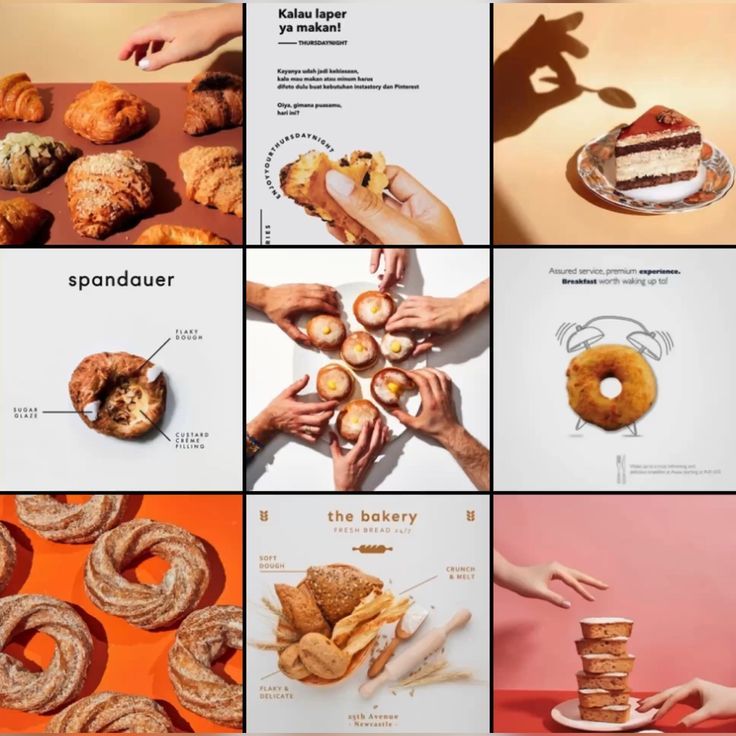 Kalau laper
ya makan!
THURSDAYNIGHT
Kayanya udah jadi kebiasaan,
kala mau makan atau minum harus
difoto dulu buat kebutuhan instastory dan Pinterest
Oiya, gimana puasamu,
hari ini?
ENJOYYOURTHURSDAYNIGHT
RIES
spandauer
FLAKY
DOUGH
SUGAR
GLAZE
CUSTARD
CRÈME
FILLING
Assured service, premium experience.
Breakfast worth waking up to!
the bakery
FRESH BREAD 24/7
SOFT
DOUGH
CRUNCH
& MELT
FLAKY &
DELICATE
25th Avenue
- Newcastle -